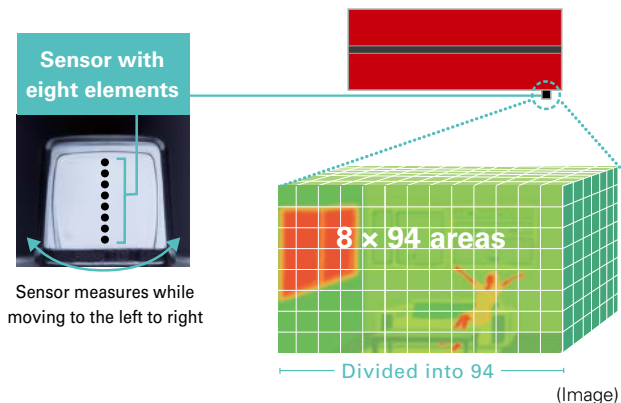 Sensor with
eight elements
Sensor measures while
moving to the left to right
8 × 94 areas
Divided into 94
(Image)